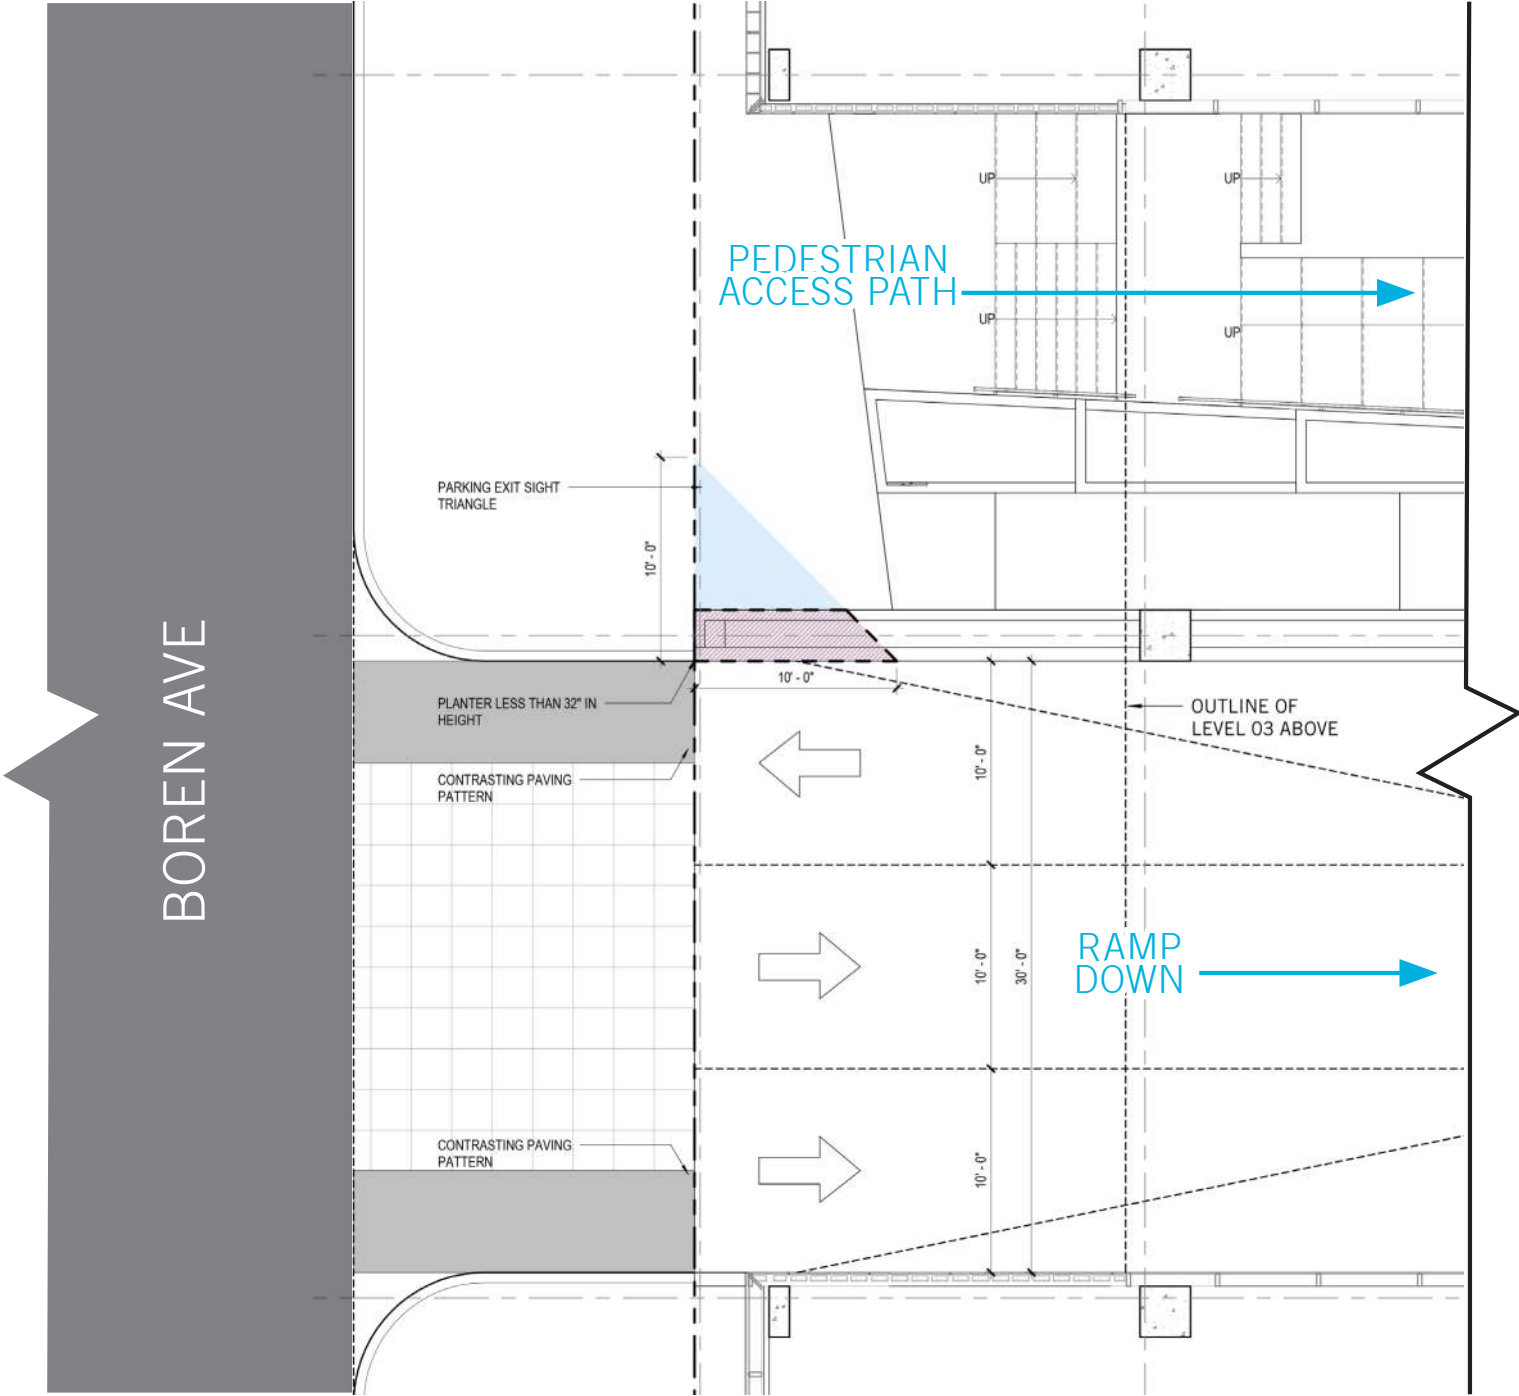 UP
UP
PEDESTRIAN
ACCESS PATH
UP
UP
PARKING EXIT SIGHT
TRIANGLE
10' - 0"
BOREN AVE
10' - 0"
PLANTER LESS THAN 32" IN
HEIGHT
OUTLINE OF
LEVEL 03 ABOVE
10' - 0"
CONTRASTING PAVING
PATTERN
10' - 0"
30' - 0"
RAMP
DOWN
CONTRASTING PAVING
PATTERN
10' - 0"